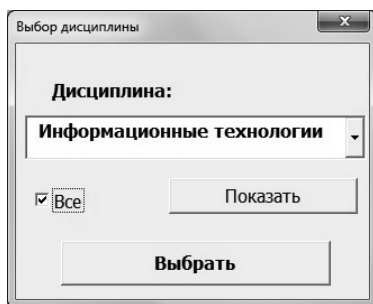 Выбор дисциплины
Дисциплина:
Информационные технологии
Все
Показать
Выбрать